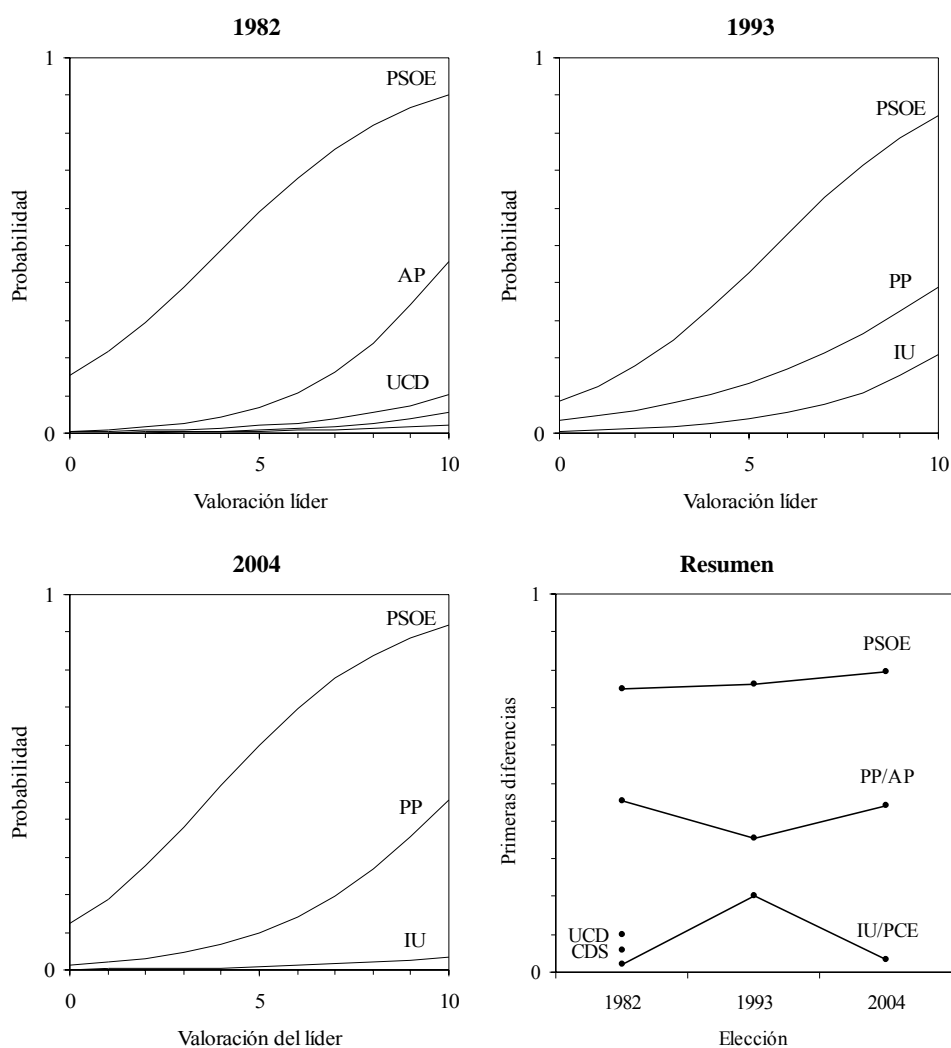 1982
1
PSOE
AP
UCD
0
0
5
10
Probabilidad
Valoración líder
1993
1
PSOE
PP
IU
0
0
5
10
Probabilidad
Valoración líder
2004
1
PSOE
PP
IU
0
0
5
10
Probabilidad
Valoración del líder
Resumen
1
PSOE
PP/AP
UCD
CDS
IU/PCE
0
1982
1993
2004
Primeras diferencias
Elección